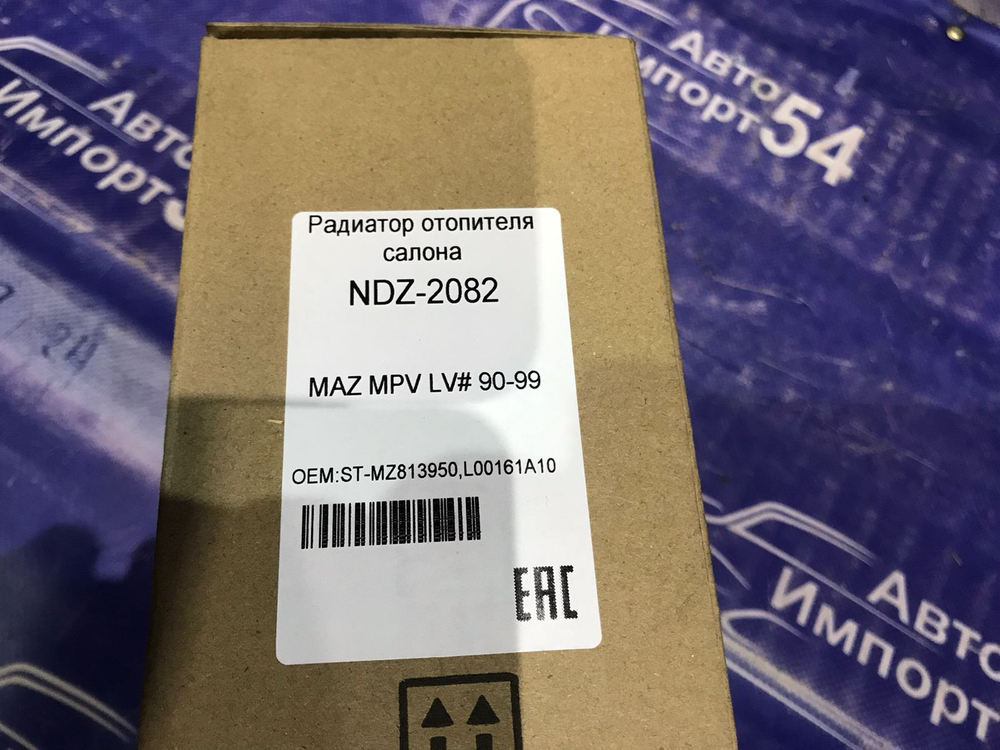 Радиатор отопителя
салона
NDZ-2082
MAZ MPV LV# 90-99
OEM:ST-MZ813950,L00161A10
EAC
Авто
Импорт
Авто
Импорт54
Авто
Импорт